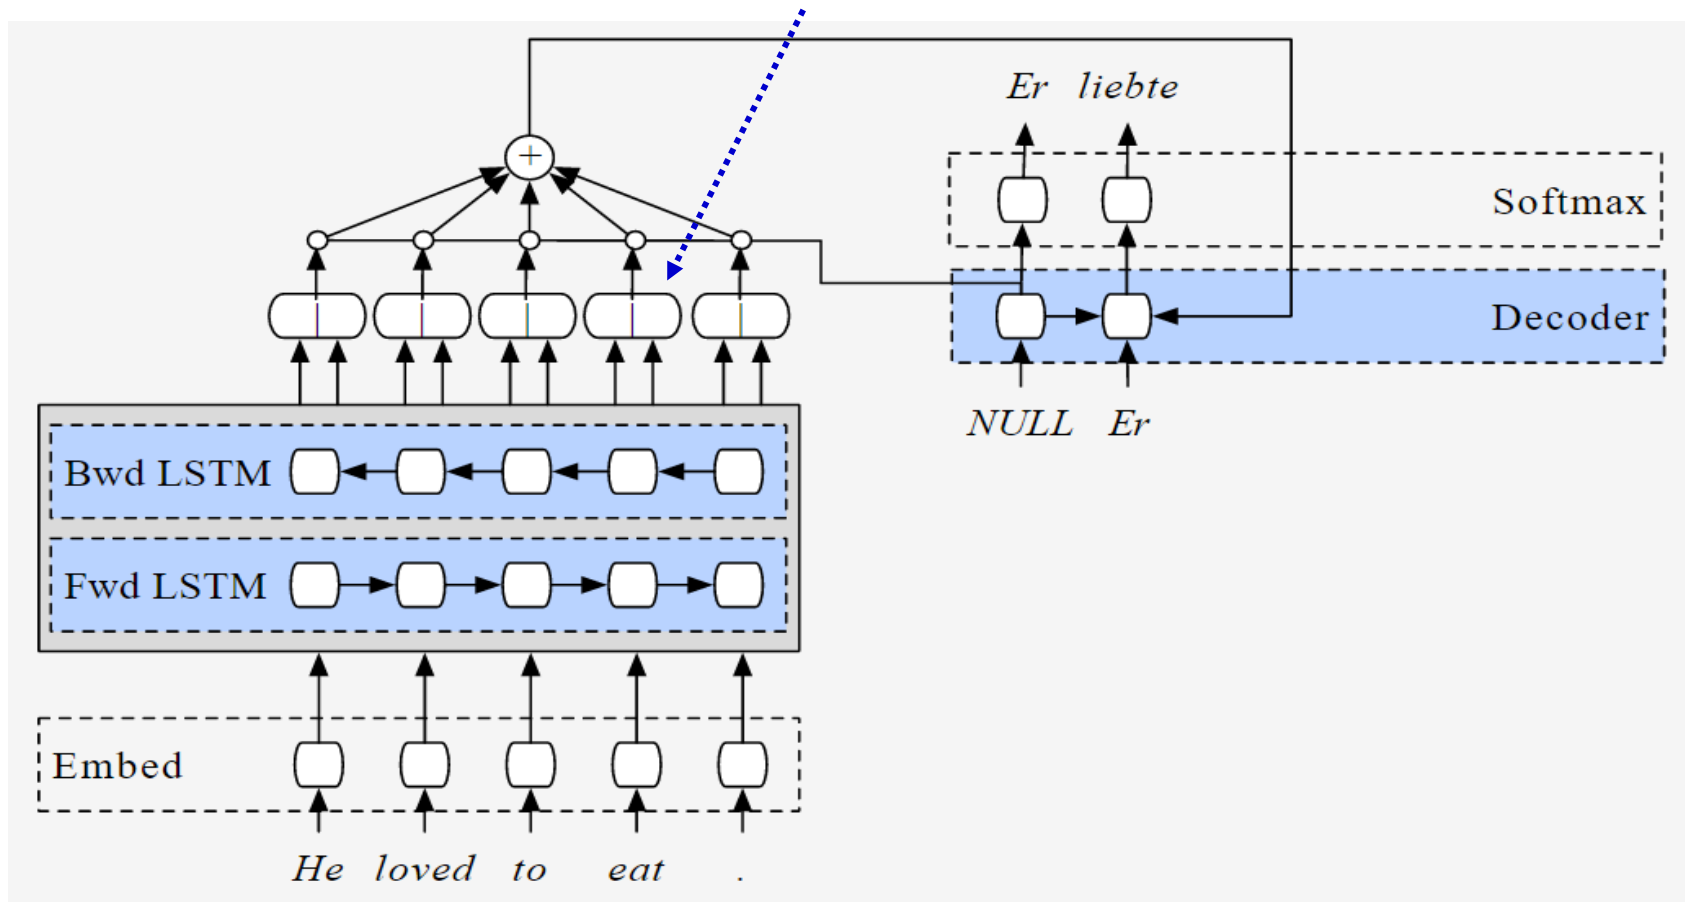 Er liebte
Softmax
Decoder
NULL Er
+
Bwd LSTM
Fwd LSTM
Embed
He loved to eat .